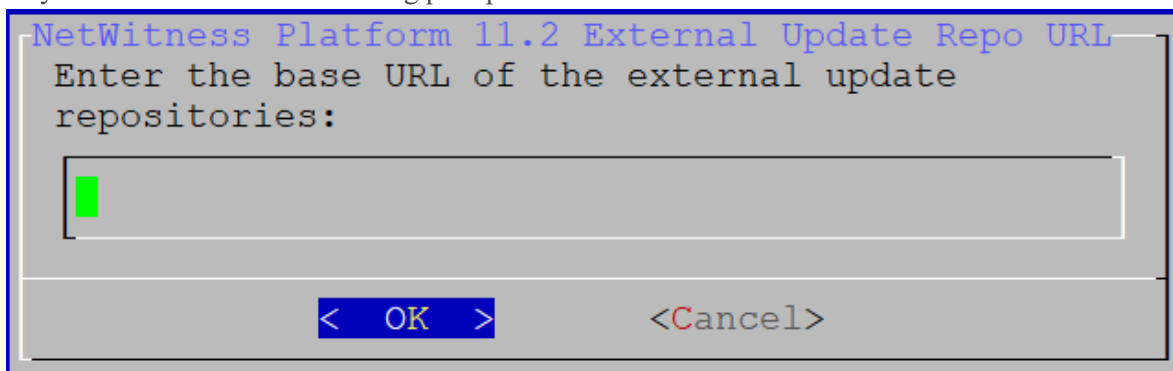 NetWitness Platform 11.2 External Update Repo URL
Enter the base URL of the external update
repositories:
< OK > <Cancel>